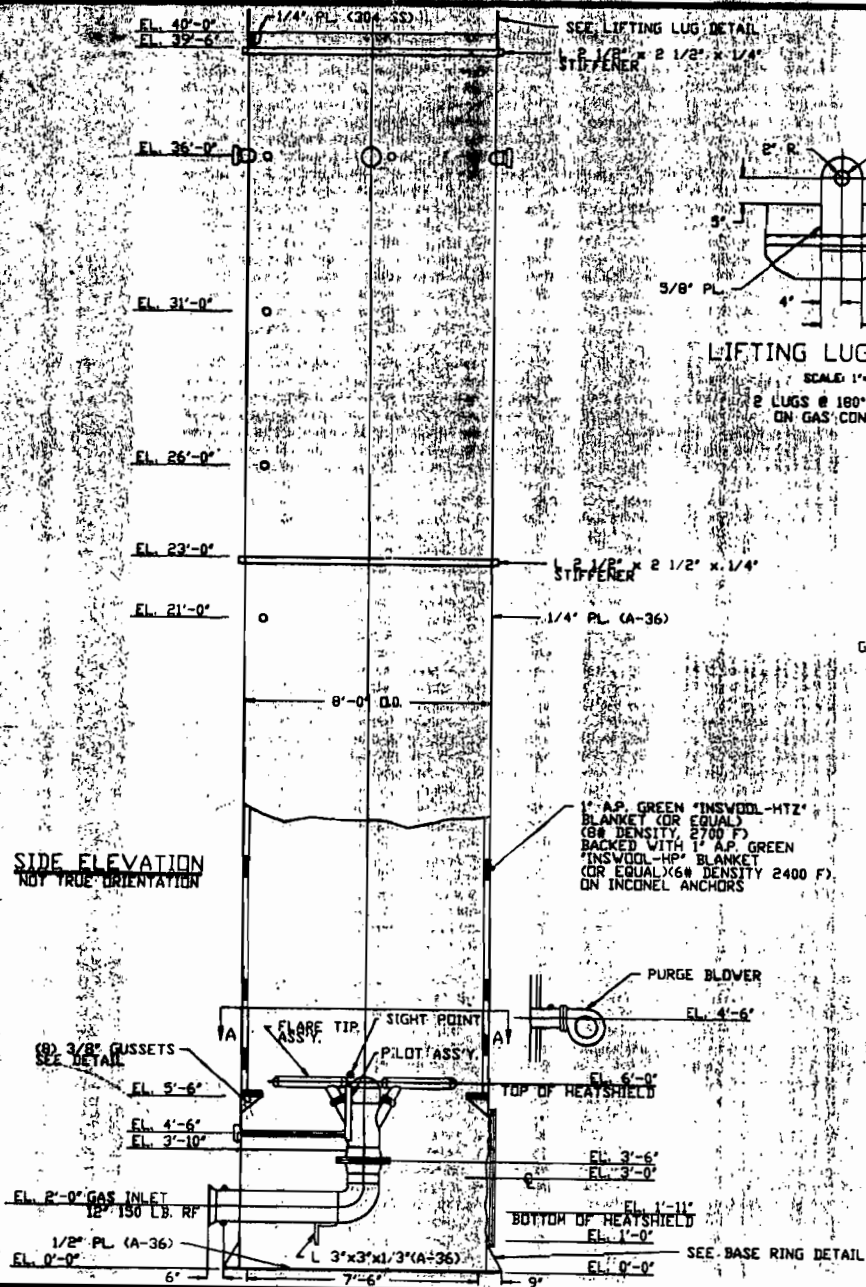 EL. 40'-0"
EL. 39'-6"
1/4" PL. (304 SS)
SEE LIFTING LUG DETAIL
L 2 1/2" x 2 1/2" x 1/4"
STIFFENER
EL. 36'-0"
2" R.
5"
5/8" PL.
4"
LIFTING LUG
SCALE: 1"
2 LUGS @ 180°
ON GAS CON
EL. 31'-0"
EL. 26'-0"
EL. 23'-0"
L 2 1/2" x 2 1/2" x 1/4"
STIFFENER
EL. 21'-0"
1/4" PL. (A-36)
G
8'-0" O.D.
1" A.P. GREEN "INSWOOL-HTZ"
BLANKET (OR EQUAL)
(8# DENSITY, 2700 F)
BACKED WITH 1" A.P. GREEN
"INSWOOL-HP" BLANKET
(OR EQUAL)(6# DENSITY 2400 F)
ON INCONEL ANCHORS
SIDE ELEVATION
NOT TRUE ORIENTATION
PURGE BLOWER
EL. 4'-6"
A
FLARE TIP
ASS'Y.
SIGHT POINT
A
PILOT ASS'Y
(8) 3/8" GUSSETS
SEE DETAIL
EL. 5'-6"
EL. 6'-0"
TOP OF HEATSHIELD
EL. 4'-6"
EL. 3'-10"
EL. 3'-6"
EL. 3'-0"
EL. 2'-0" GAS INLET
12" 150 LB. RF
EL. 1'-11"
BOTTOM OF HEATSHIELD
EL. 1'-0"
1/2" PL. (A-36)
L 3"x3"x1/3"(A-36)
SEE BASE RING DETAIL
EL. 0'-0"
EL. 0'-0"
6"
7'-6"
9"